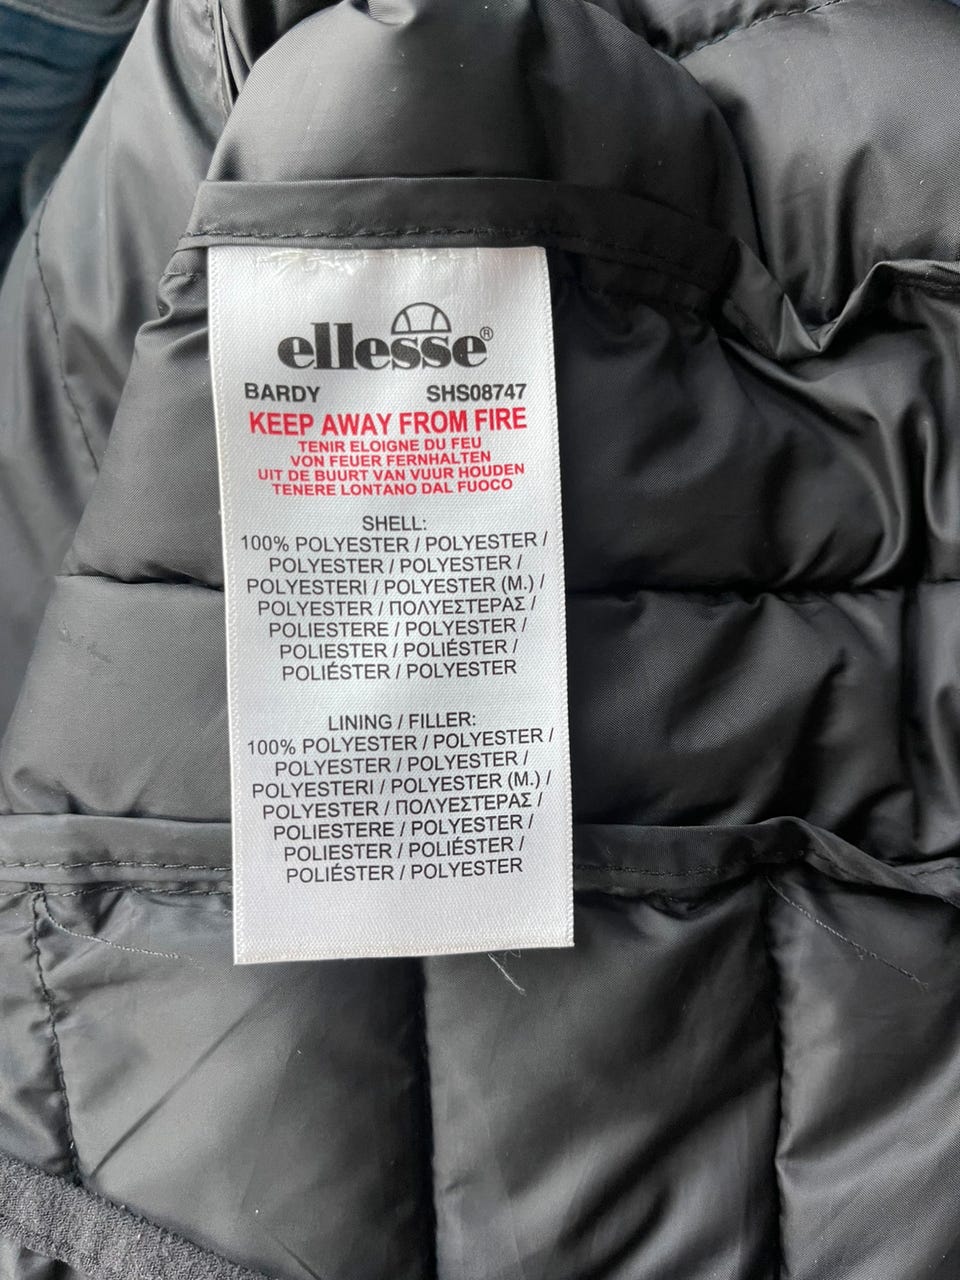 ellesse®
BARDY SHS08747
KEEP AWAY FROM FIRE
TENIR ELOIGNE DU FEU
VON FEUER FERNHALTEN
UIT DE BUURT VAN VUUR HOUDEN
TENERE LONTANO DAL FUOCO
SHELL:
100% POLYESTER / POLYESTER /
POLYESTER / POLYESTER /
POLYESTERI / POLYESTER (M.) /
POLYESTER / ΠΟΛΥΕΣΤΕΡΑΣ /
POLIESTERE / POLYESTER /
POLIESTER / POLIÉSTER /
POLIÉSTER / POLYESTER
LINING / FILLER:
100% POLYESTER / POLYESTER /
POLYESTER / POLYESTER /
POLYESTERI / POLYESTER (M.) /
POLYESTER / ΠΟΛΥΕΣΤΕΡΑΣ /
POLIESTERE / POLYESTER /
POLIESTER / POLIÉSTER /
POLIÉSTER / POLYESTER